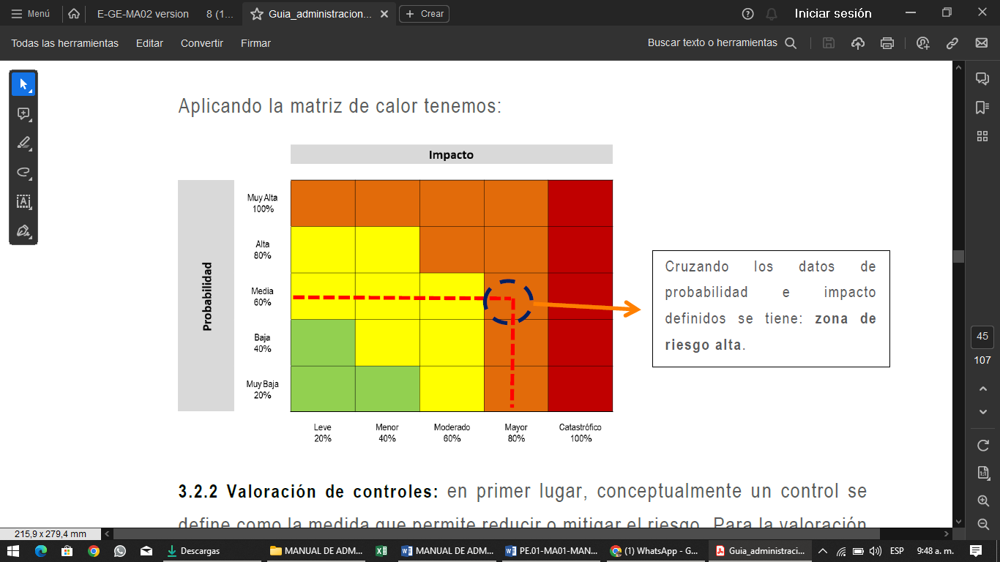 Menú
E-GE-MA02 version
8 (1...
Guia_administracion...
Crear
Iniciar sesión
Todas las herramientas
Editar
Convertir
Firmar
Buscar texto o herramientas
Aplicando la matriz de calor tenemos:
Impacto
Probabilidad
Muy Alta
100%
Alta
80%
Media
60%
Baja
40%
Muy Baja
20%
Leve
20%
Menor
40%
Moderado
60%
Mayor
80%
Catastrófico
100%
Cruzando los datos de
probabilidad e impacto
definidos se tiene: zona de
riesgo alta.
3.2.2 Valoración de controles: en primer lugar, conceptualmente un control se
define como la medida que permite reducir o mitigar el riesgo. Para la valoración
45
107
1:1
215,9 x 279,4 mm
Descargas
MANUAL DE ADM...
MANUAL DE ADM...
PE.01-MA01-MAN...
(1) WhatsApp - G...
Guia_administraci...
ESP
9:48 a. m.